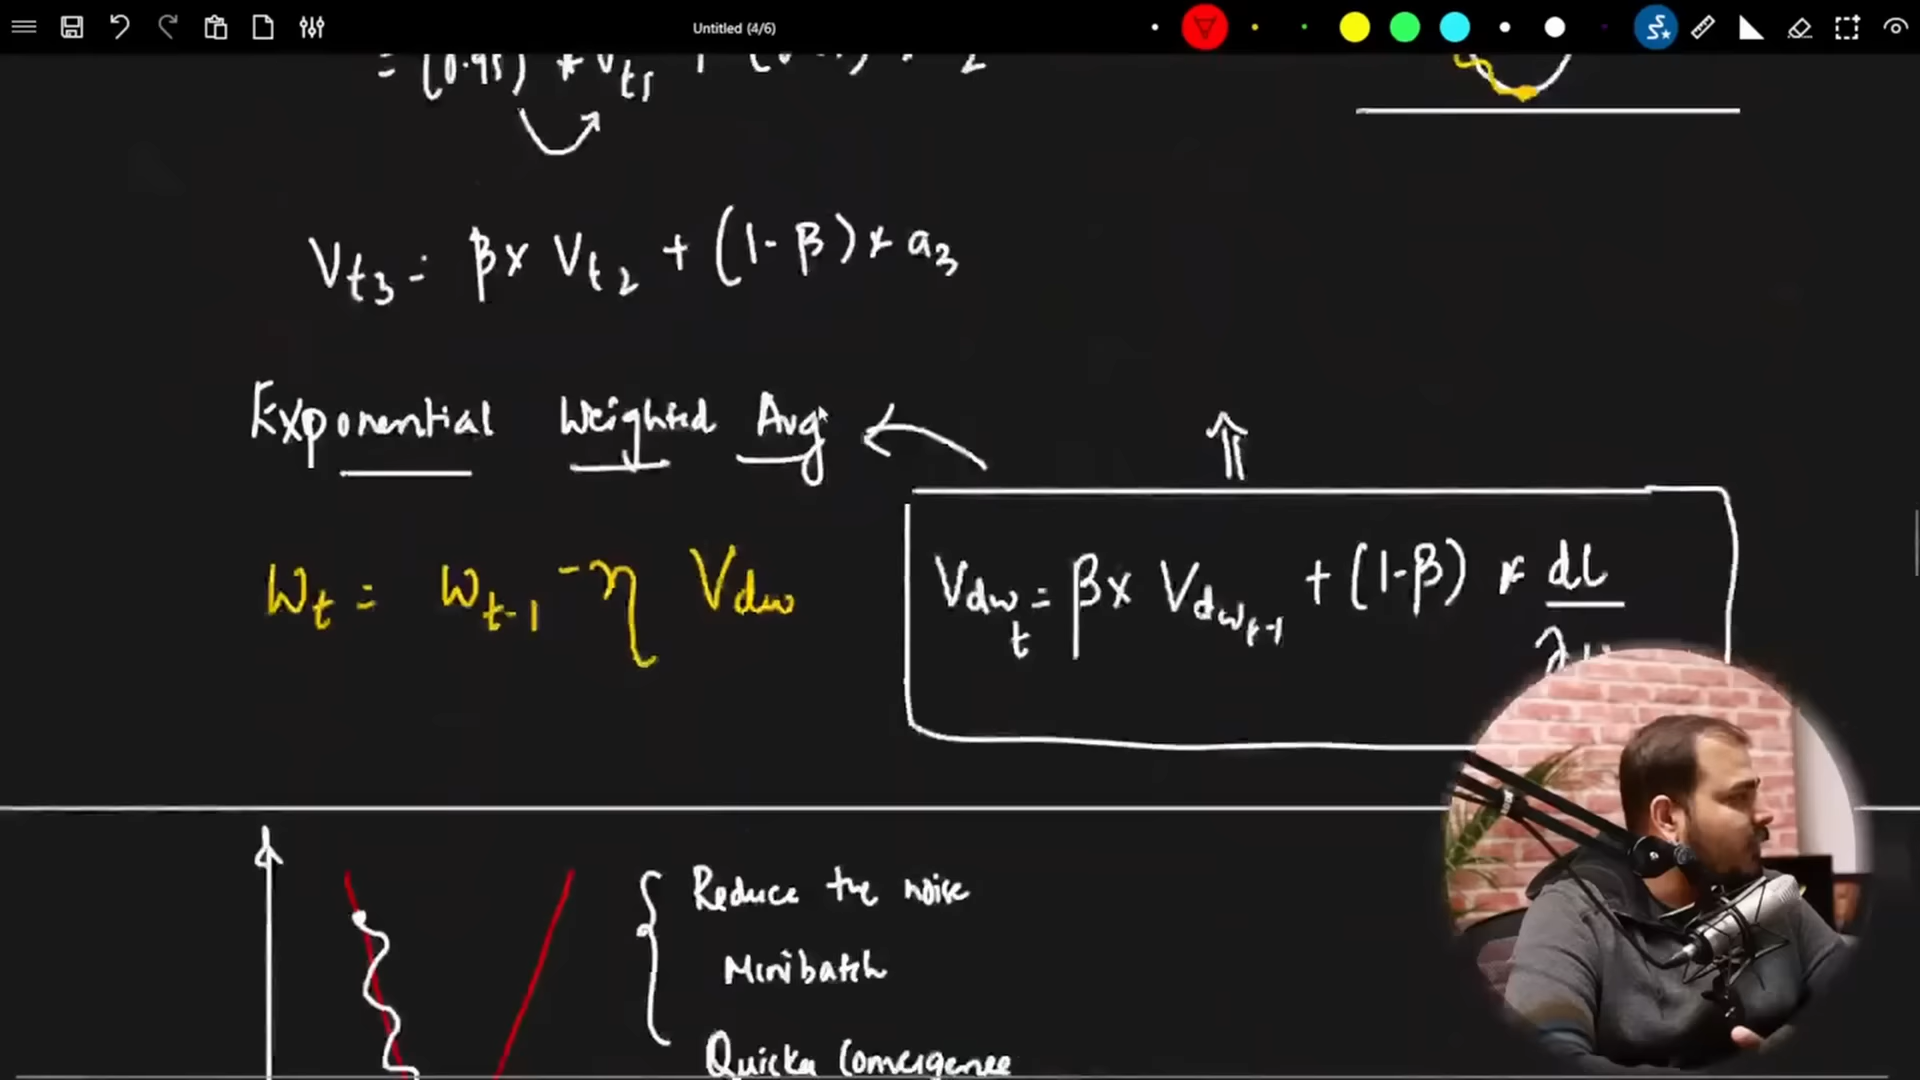 Untitled (4/6)
= (0.95) * Vt1 +
Vt3 = β x Vt2 + (1-β) * a3
Exponential Weighted Avg
Wt = Wt-1 - η Vdw
Vdwt = β x Vdwt-1 + (1-β) * dL
Reduce the noise
Minibatch
Quicker Convergence